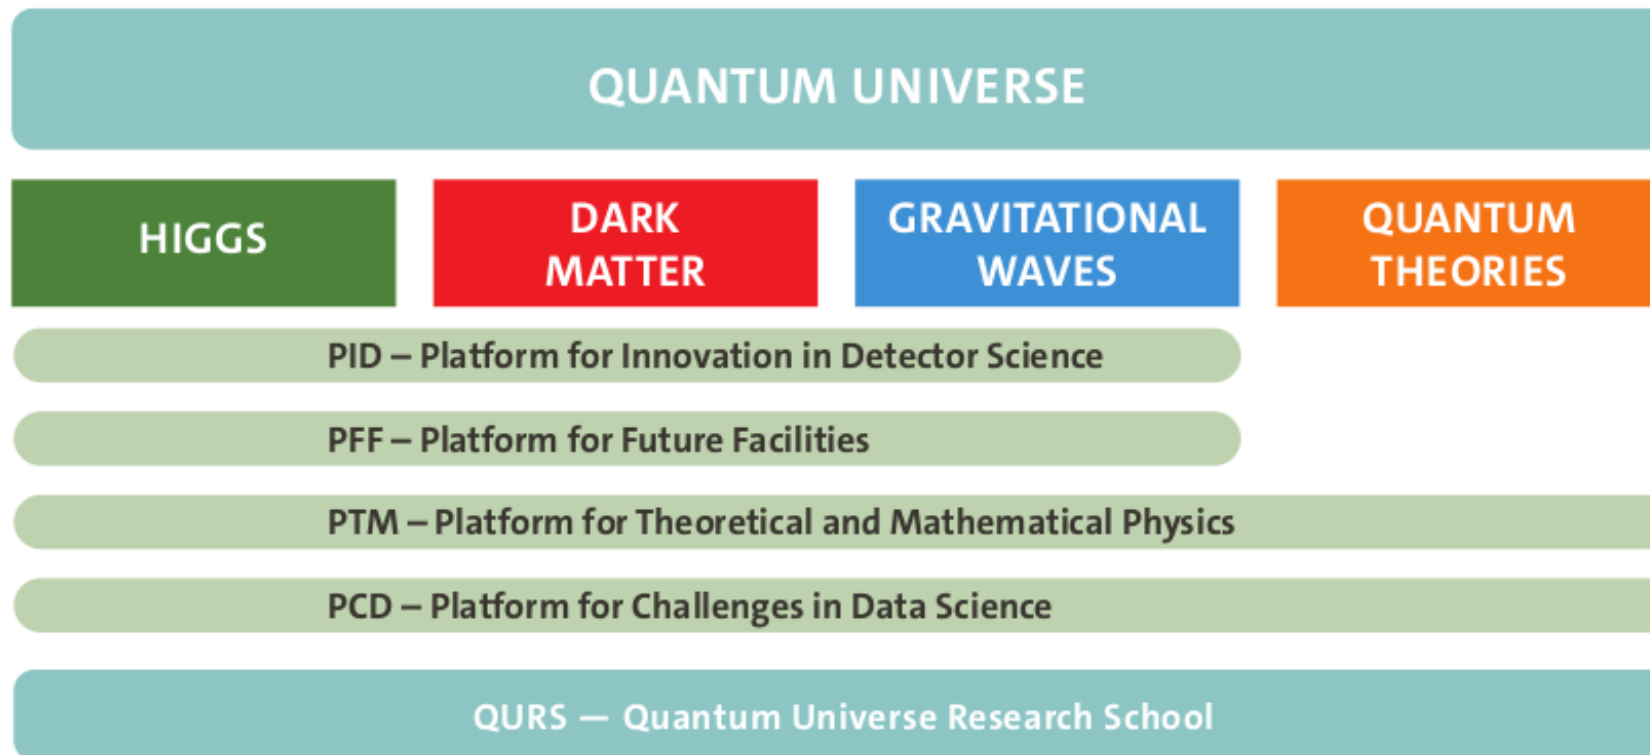 QUANTUM UNIVERSE
HIGGS
DARK
MATTER
GRAVITATIONAL
WAVES
QUANTUM
THEORIES
PID – Platform for Innovation in Detector Science
PFF – Platform for Future Facilities
PTM – Platform for Theoretical and Mathematical Physics
PCD – Platform for Challenges in Data Science
QURS — Quantum Universe Research School